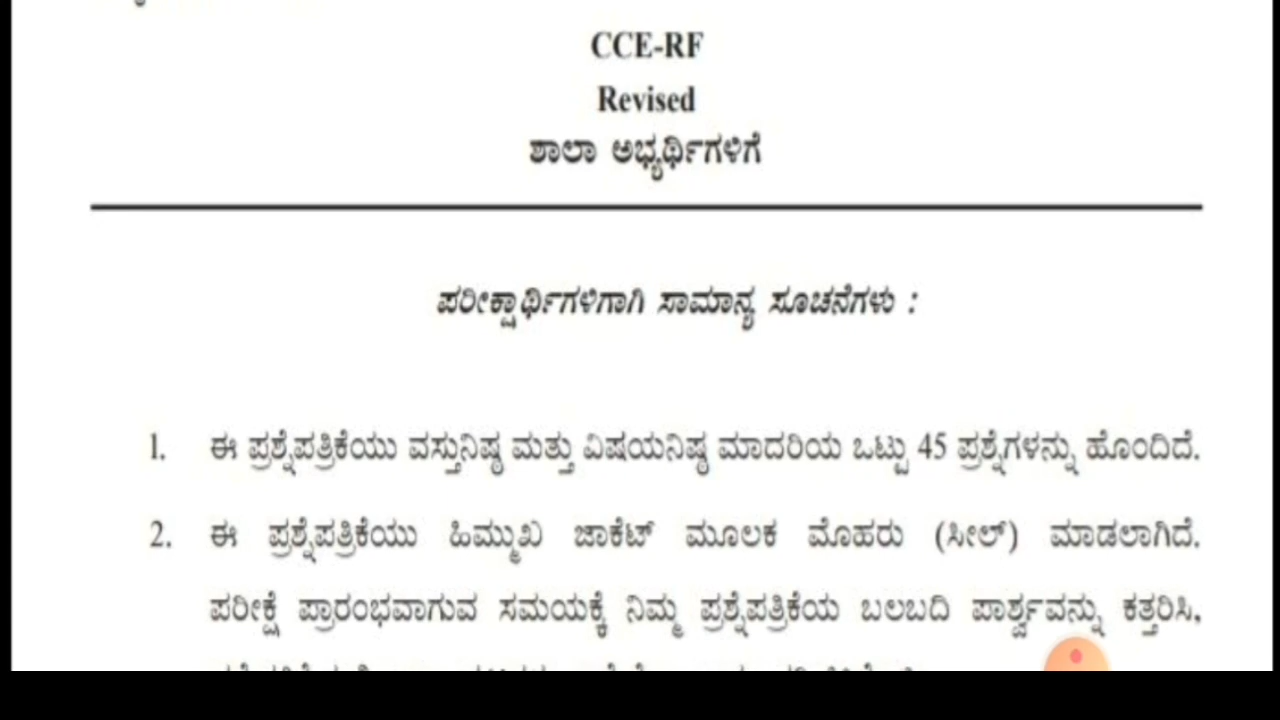 CCE-RF
Revised
ಶಾಲಾ ಅಭ್ಯರ್ಥಿಗಳಿಗೆ
ಪರೀಕ್ಷಾರ್ಥಿಗಳಿಗಾಗಿ ಸಾಮಾನ್ಯ ಸೂಚನೆಗಳು :
1. ಈ ಪ್ರಶ್ನೆಪತ್ರಿಕೆಯು ವಸ್ತುನಿಷ್ಠ ಮತ್ತು ವಿಷಯನಿಷ್ಠ ಮಾದರಿಯ ಒಟ್ಟು 45 ಪ್ರಶ್ನೆಗಳನ್ನು ಹೊಂದಿದೆ.
2. ಈ ಪ್ರಶ್ನೆಪತ್ರಿಕೆಯು ಹಿಮ್ಮುಖ ಜಾಕೆಟ್ ಮೂಲಕ ಮೊಹರು (ಸೀಲ್) ಮಾಡಲಾಗಿದೆ.
ಪರೀಕ್ಷೆ ಪ್ರಾರಂಭವಾಗುವ ಸಮಯಕ್ಕೆ ನಿಮ್ಮ ಪ್ರಶ್ನೆಪತ್ರಿಕೆಯ ಬಲಬದಿ ಪಾರ್ಶ್ವವನ್ನು ಕತ್ತರಿಸಿ,